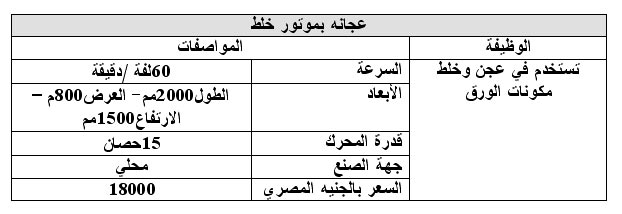 عجانه بموتور خلط
الوظيفة المواصفات
تستخدم في عجن وخلط السرعة 60لفة /دقيقة
مكونات الورق الأبعاد الطول2000مم– العرض800م –
الارتفاع1500مم
قدرة المحرك 15حصان
جهة الصنع محلي
السعر بالجنيه المصري 18000